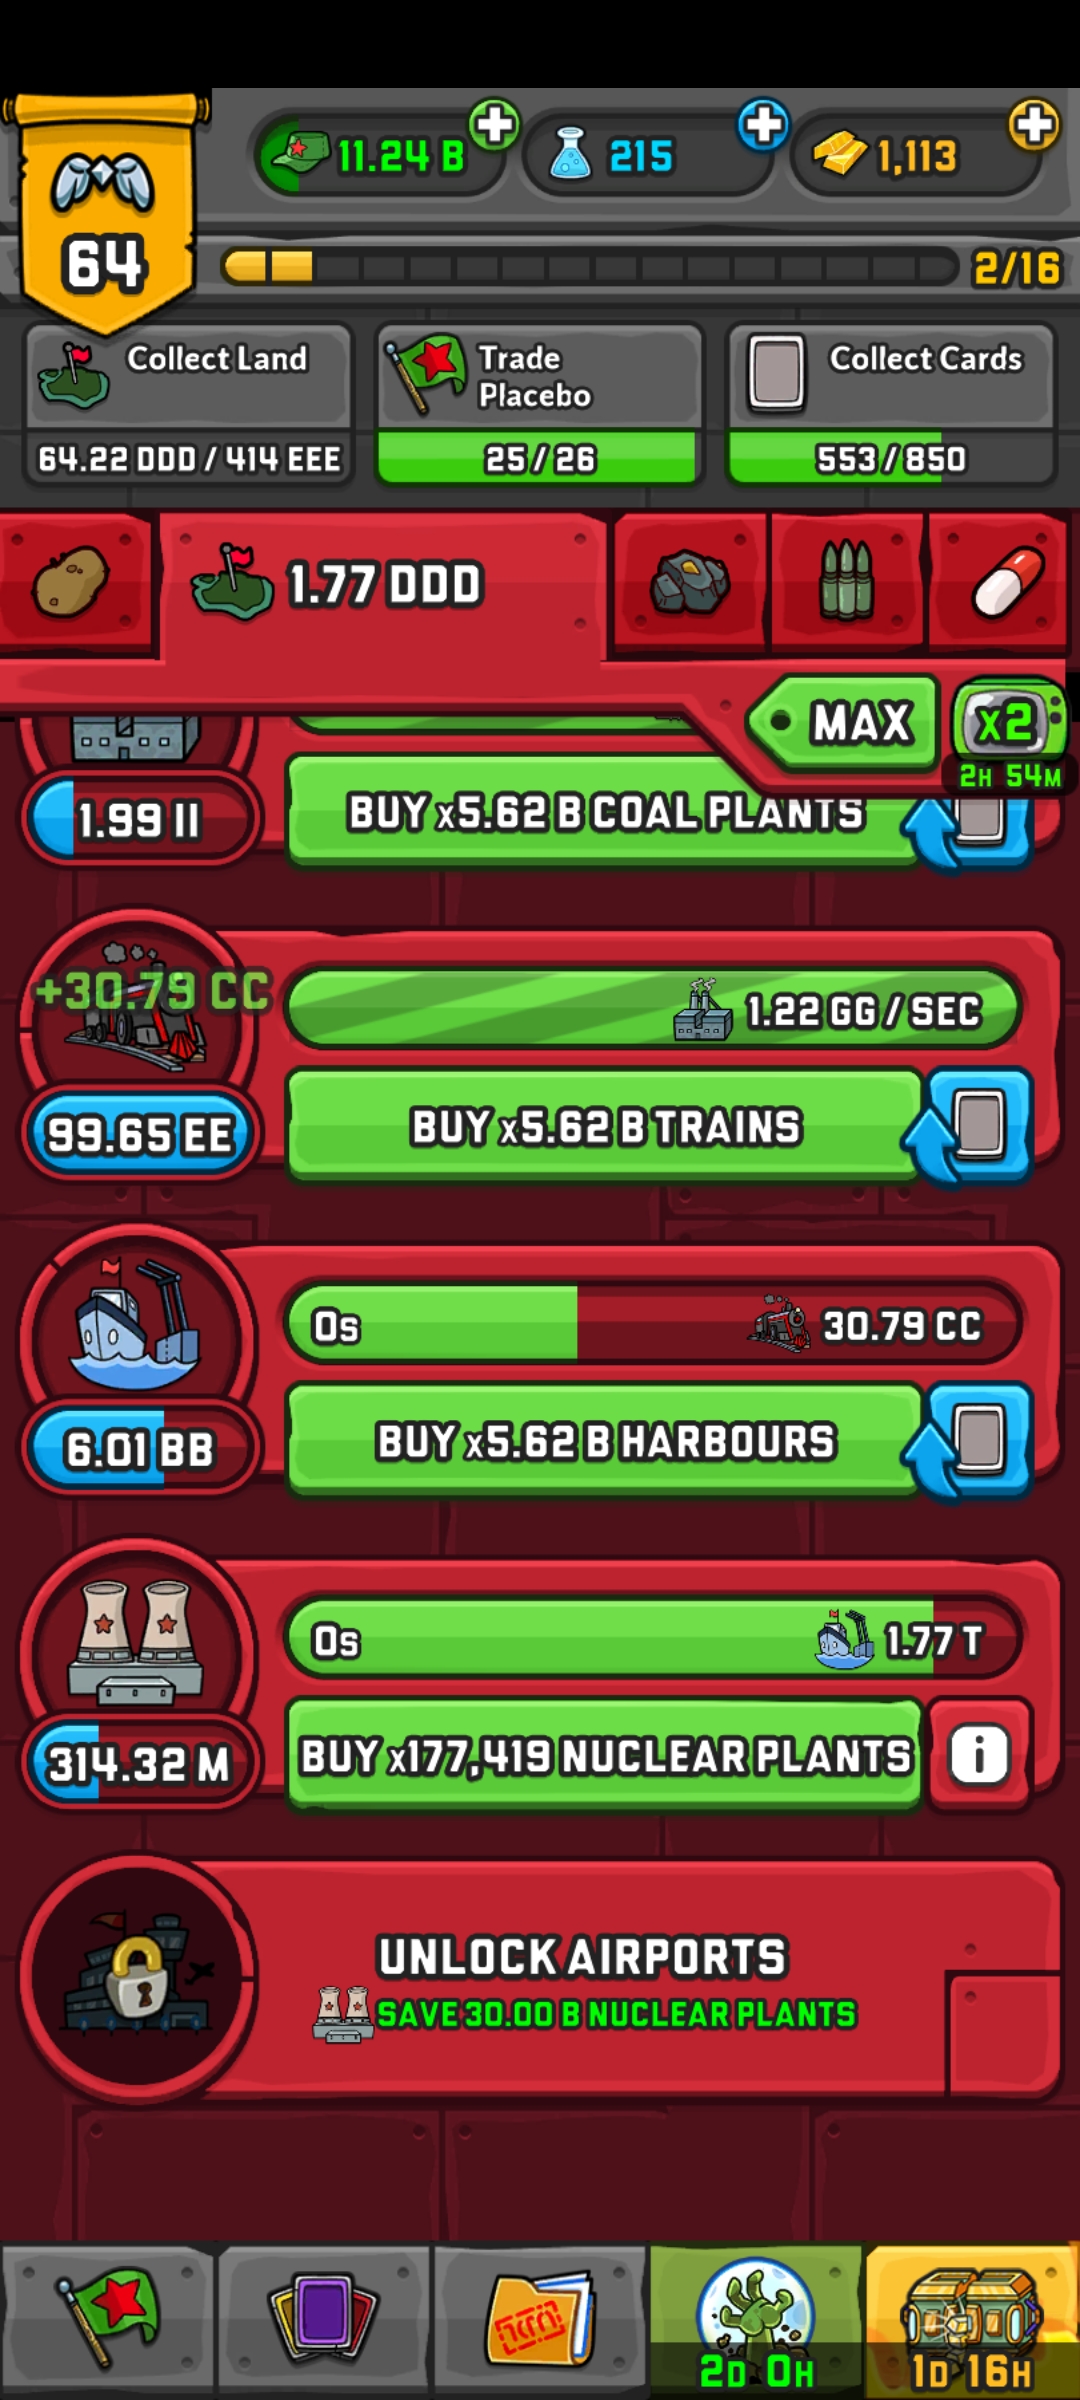 64
11.24 B
215
1,113
2/16
Collect Land
64.22 DDD / 414 EEE
Trade
Placebo
25/26
Collect Cards
553/850
1.77 DDD
MAX
x2
2H 54M
1.99 II
BUY x5.62 B COAL PLANTS
+30.79 CC
1.22 GG / SEC
99.65 EE
BUY x5.62 B TRAINS
0s
30.79 CC
6.01 BB
BUY x5.62 B HARBOURS
0s
1.77 T
314.32 M
BUY x177,419 NUCLEAR PLANTS
i
UNLOCK AIRPORTS
SAVE 30.00 B NUCLEAR PLANTS
2D 0H
1D 16H